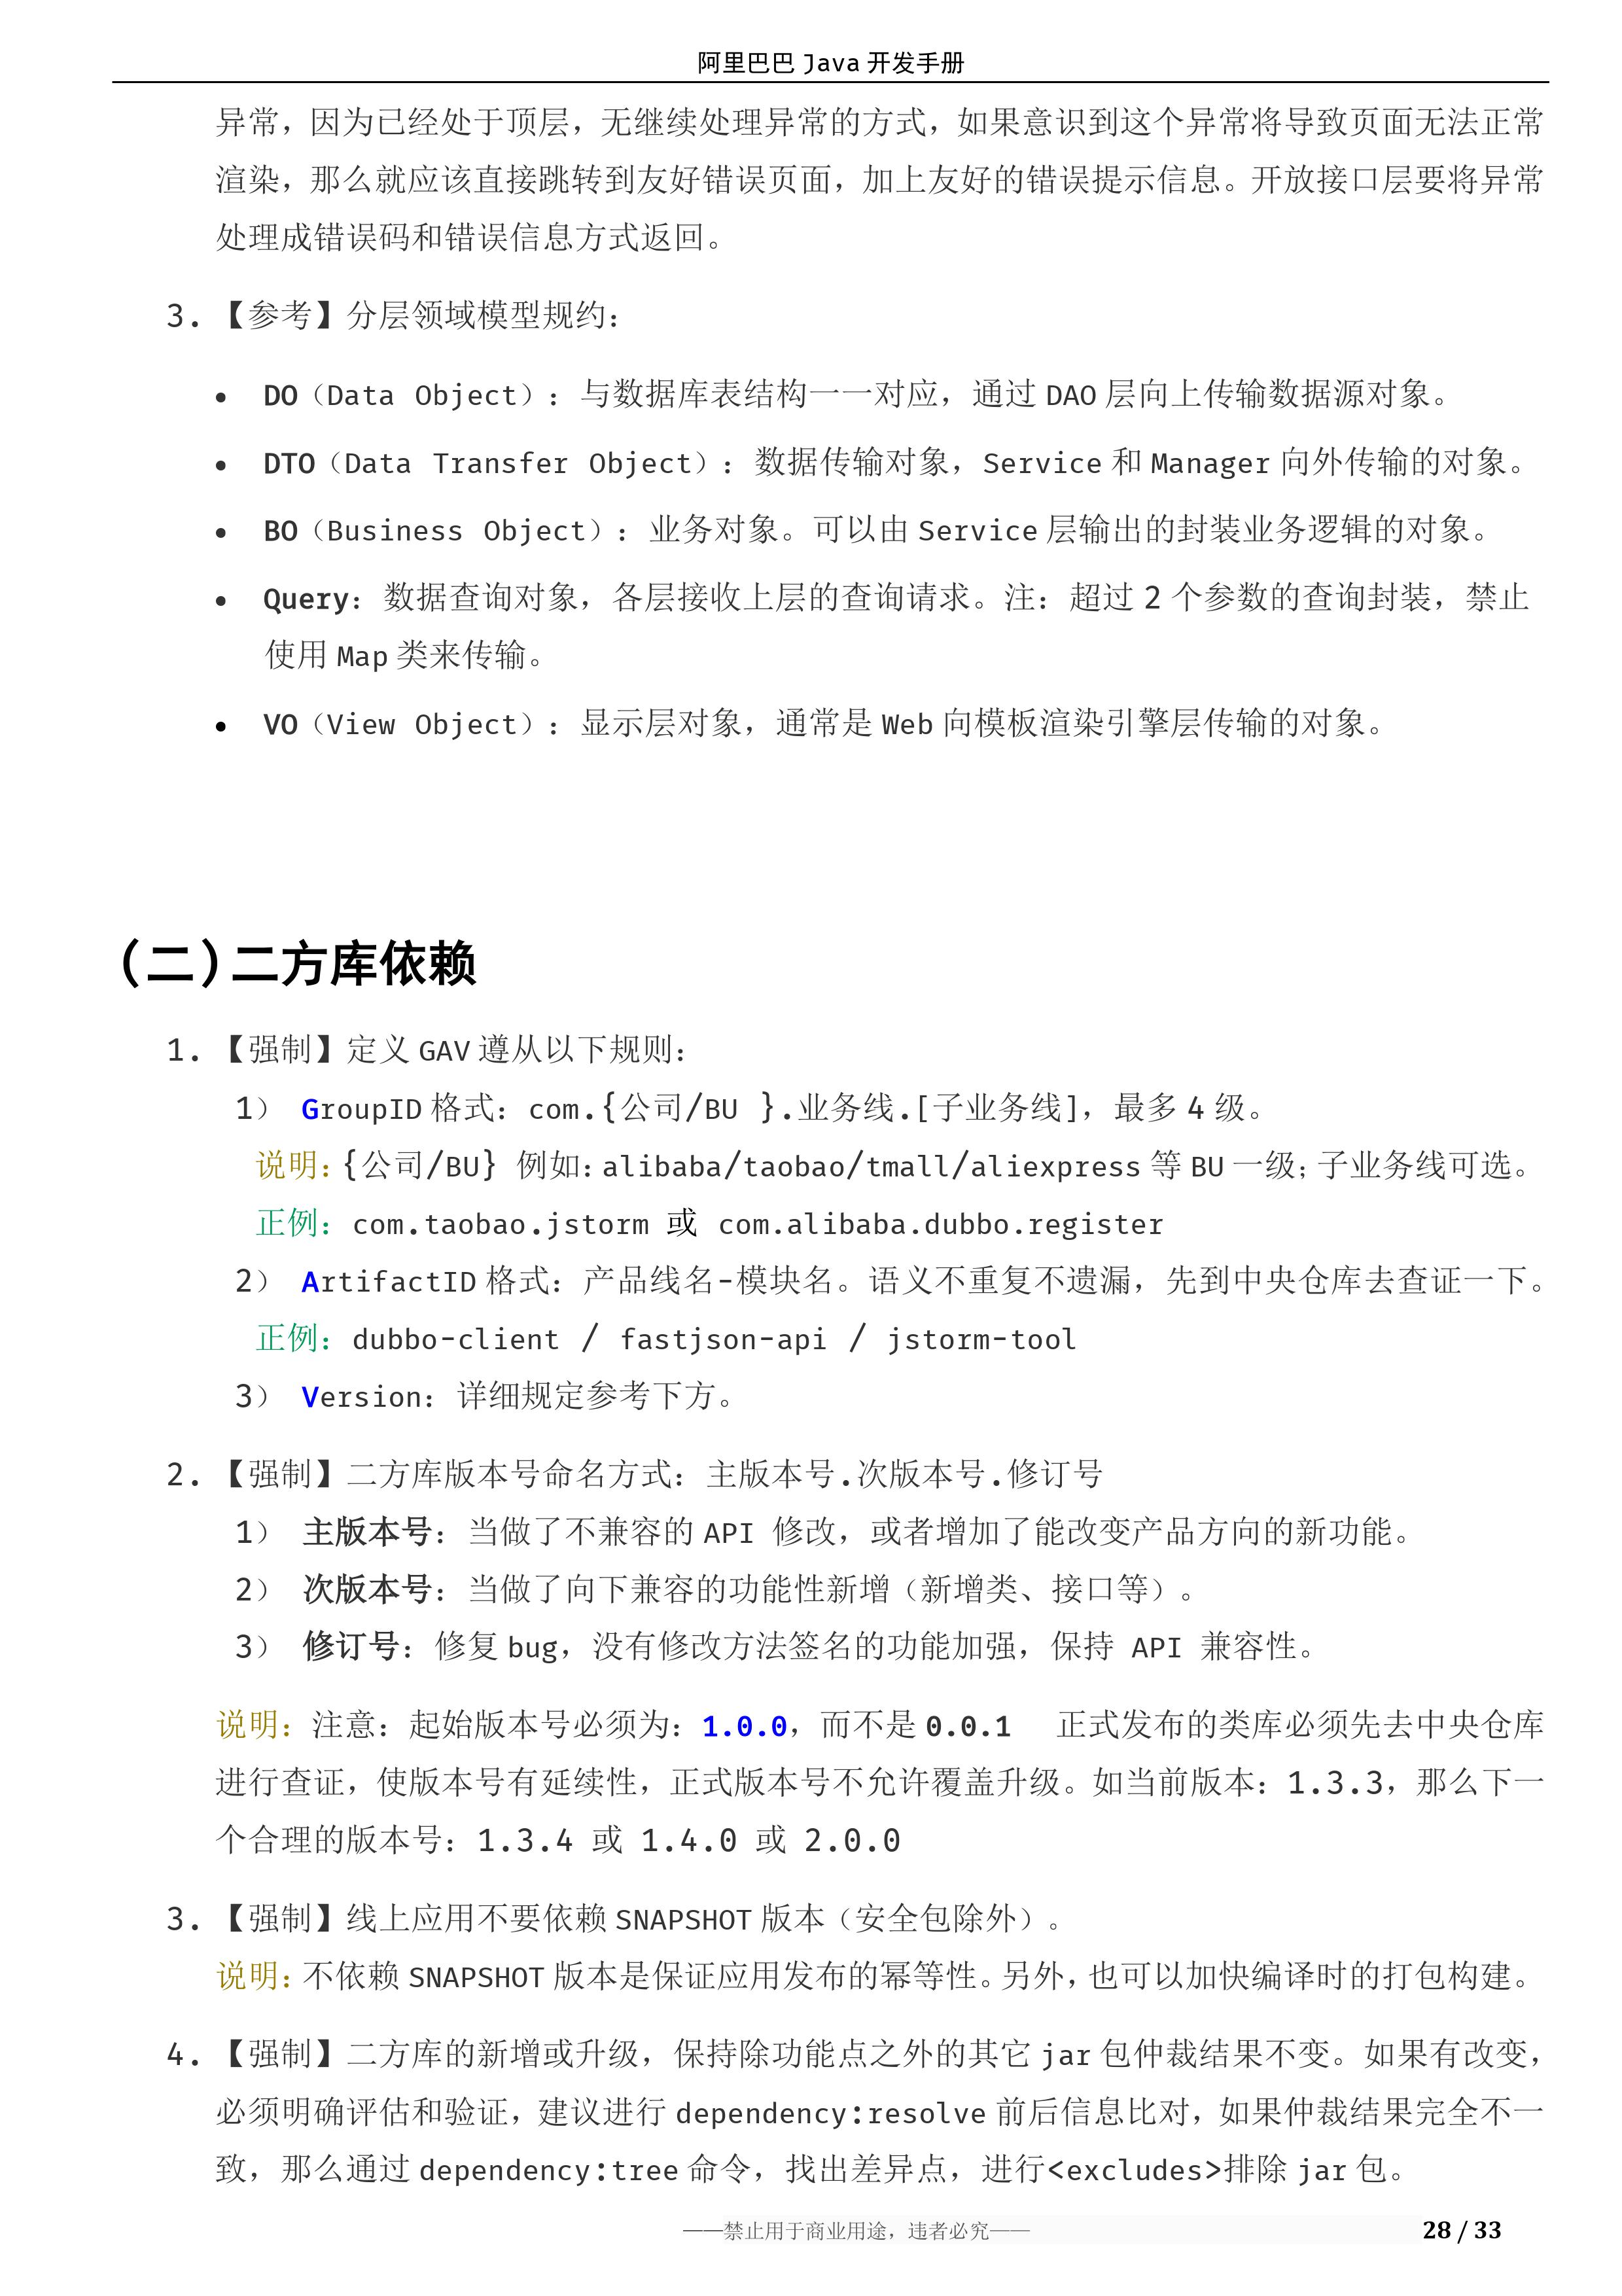 阿里巴巴 Java 开发手册
异常，因为已经处于顶层，无继续处理异常的方式，如果意识到这个异常将导致页面无法正常
渲染，那么就应该直接跳转到友好错误页面，加上友好的错误提示信息。开放接口层要将异常
处理成错误码和错误信息方式返回。
3. 【参考】分层领域模型规约：
• DO（Data Object）：与数据库表结构一一对应，通过 DAO 层向上传输数据源对象。
• DTO（Data Transfer Object）：数据传输对象，Service 和 Manager 向外传输的对象。
• BO（Business Object）：业务对象。可以由 Service 层输出的封装业务逻辑的对象。
• Query：数据查询对象，各层接收上层的查询请求。注：超过 2 个参数的查询封装，禁止
使用 Map 类来传输。
• VO（View Object）：显示层对象，通常是 Web 向模板渲染引擎层传输的对象。
(二)二方库依赖
1. 【强制】定义 GAV 遵从以下规则：
1） GroupID 格式：com.{公司/BU }.业务线.[子业务线]，最多 4 级。
说明：{公司/BU} 例如：alibaba/taobao/tmall/aliexpress 等 BU 一级；子业务线可选。
正例：com.taobao.jstorm 或 com.alibaba.dubbo.register
2） ArtifactID 格式：产品线名-模块名。语义不重复不遗漏，先到中央仓库去查证一下。
正例：dubbo-client / fastjson-api / jstorm-tool
3） Version：详细规定参考下方。
2. 【强制】二方库版本号命名方式：主版本号.次版本号.修订号
1） 主版本号：当做了不兼容的 API 修改，或者增加了能改变产品方向的新功能。
2） 次版本号：当做了向下兼容的功能性新增（新增类、接口等）。
3） 修订号：修复 bug，没有修改方法签名的功能加强，保持 API 兼容性。
说明：注意：起始版本号必须为：1.0.0，而不是 0.0.1 正式发布的类库必须先去中央仓库
进行查证，使版本号有延续性，正式版本号不允许覆盖升级。如当前版本：1.3.3，那么下一
个合理的版本号：1.3.4 或 1.4.0 或 2.0.0
3. 【强制】线上应用不要依赖 SNAPSHOT 版本（安全包除外）。
说明：不依赖 SNAPSHOT 版本是保证应用发布的幂等性。另外，也可以加快编译时的打包构建。
4. 【强制】二方库的新增或升级，保持除功能点之外的其它 jar 包仲裁结果不变。如果有改变，
必须明确评估和验证，建议进行 dependency:resolve 前后信息比对，如果仲裁结果完全不一
致，那么通过 dependency:tree 命令，找出差异点，进行<excludes>排除 jar 包。
——禁止用于商业用途，违者必究——
28 / 33